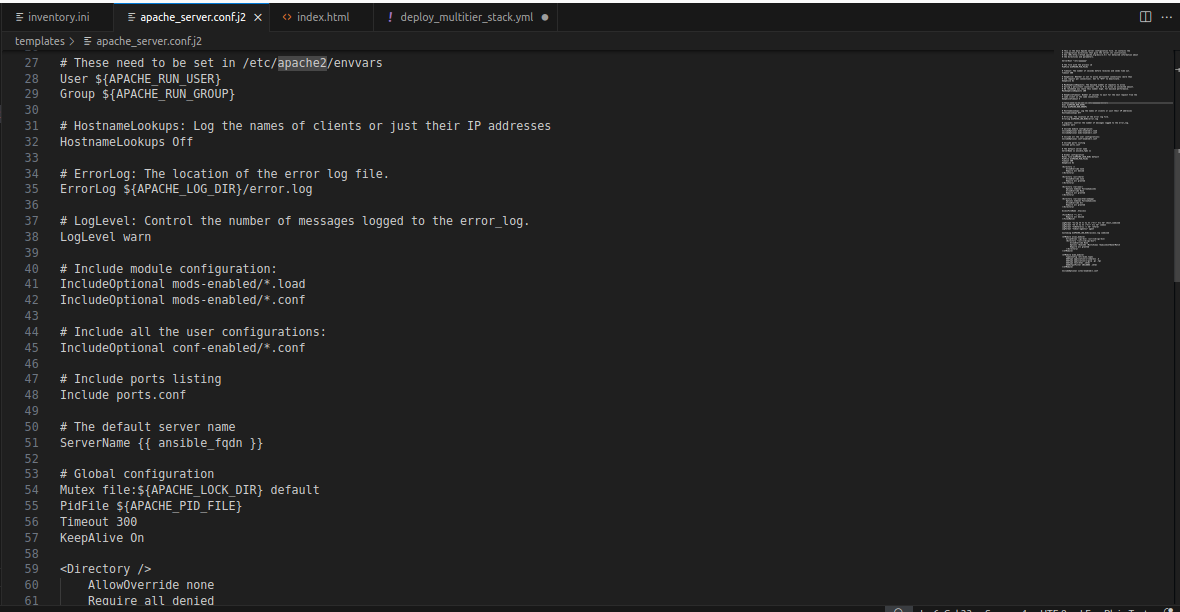 inventory.ini
apache_server.conf.j2
index.html
! deploy_multitier_stack.yml
templates > apache_server.conf.j2
27 # These need to be set in /etc/apache2/envvars
28 User ${APACHE_RUN_USER}
29 Group ${APACHE_RUN_GROUP}
30
31 # HostnameLookups: Log the names of clients or just their IP addresses
32 HostnameLookups Off
33
34 # ErrorLog: The location of the error log file.
35 ErrorLog ${APACHE_LOG_DIR}/error.log
36
37 # LogLevel: Control the number of messages logged to the error_log.
38 LogLevel warn
39
40 # Include module configuration:
41 IncludeOptional mods-enabled/*.load
42 IncludeOptional mods-enabled/*.conf
43
44 # Include all the user configurations:
45 IncludeOptional conf-enabled/*.conf
46
47 # Include ports listing
48 Include ports.conf
49
50 # The default server name
51 ServerName {{ ansible_fqdn }}
52
53 # Global configuration
54 Mutex file:${APACHE_LOCK_DIR} default
55 PidFile ${APACHE_PID_FILE}
56 Timeout 300
57 KeepAlive On
58
59 <Directory />
60 AllowOverride none
61 Require all denied